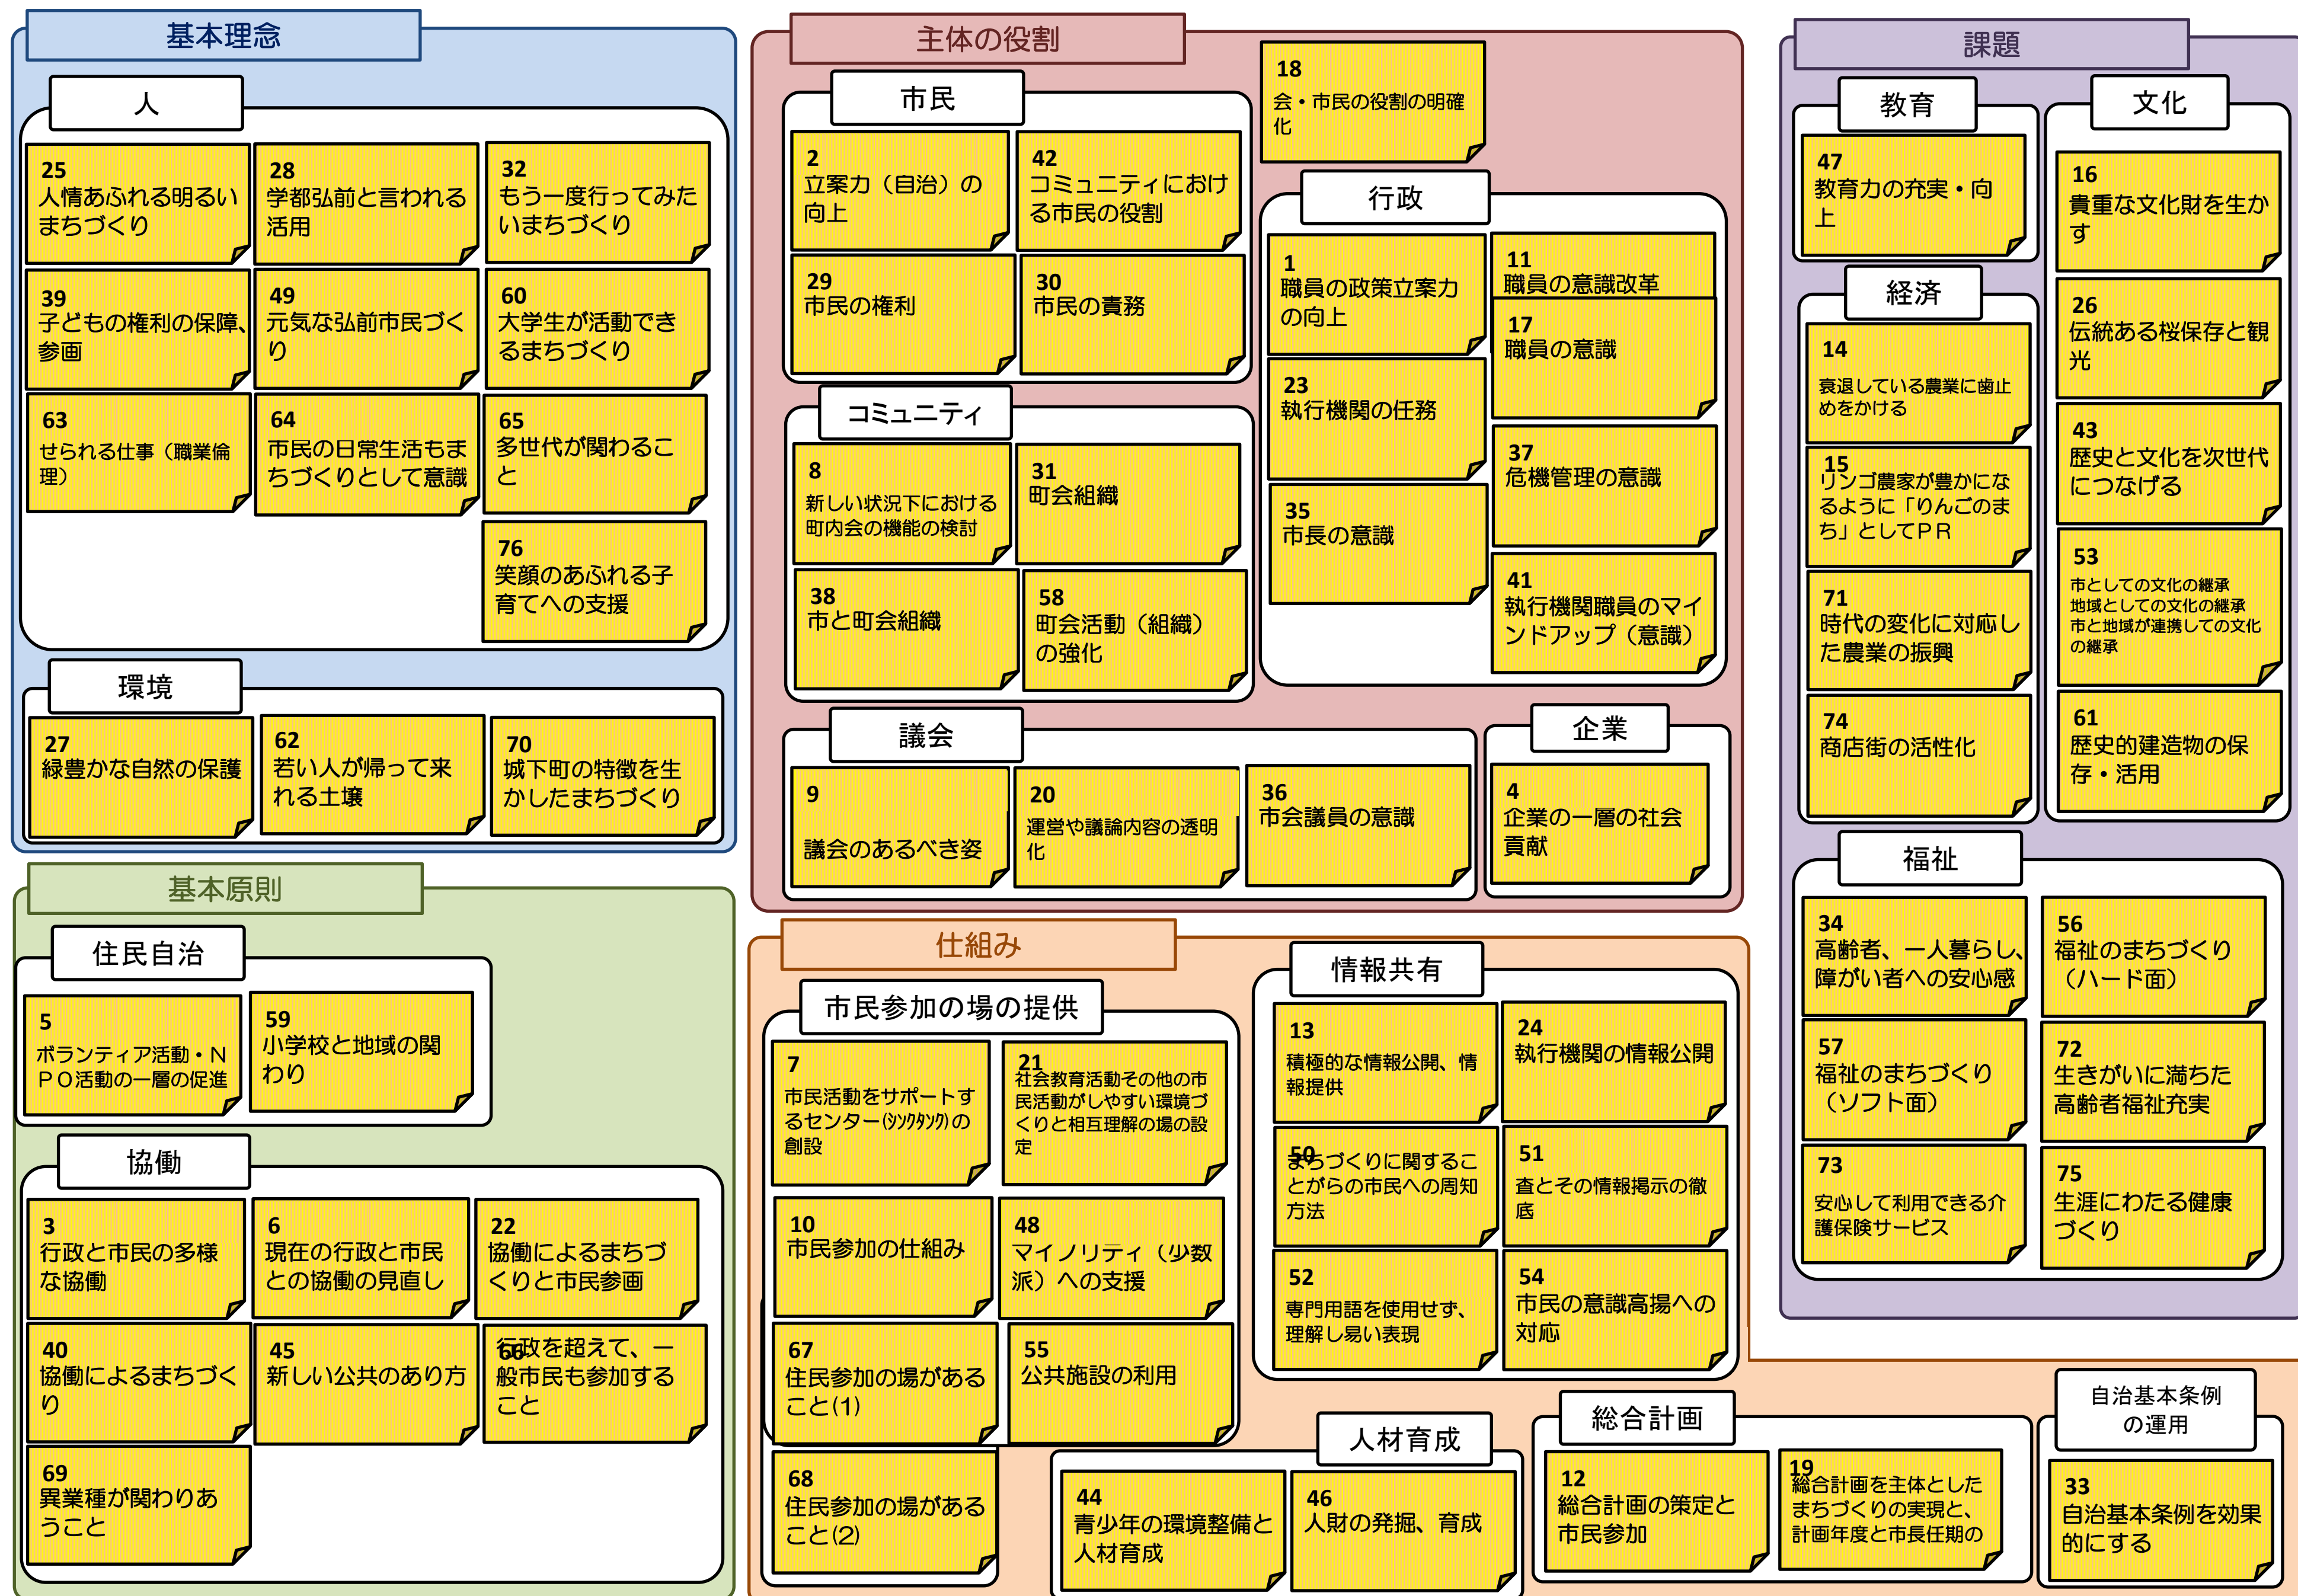 基本理念
人
25
人情あふれる明るい
まちづくり
28
学都弘前と言われる
活用
32
もう一度行ってみた
いまちづくり
39
子どもの権利の保障、
参画
49
元気な弘前市民づく
り
60
大学生が活動でき
るまちづくり
63
せられる仕事（職業倫
理）
64
市民の日常生活もま
ちづくりとして意識
65
多世代が関わるこ
と
76
笑顔のあふれる子
育てへの支援
環境
27
緑豊かな自然の保護
62
若い人が帰って来
れる土壌
70
城下町の特徴を生
かしたまちづくり
基本原則
住民自治
5
ボランティア活動・Ｎ
ＰＯ活動の一層の促進
59
小学校と地域の関
わり
協働
3
行政と市民の多様
な協働
6
現在の行政と市民
との協働の見直し
22
協働によるまちづ
くりと市民参画
40
協働によるまちづく
り
45
新しい公共のあり方
66
行政を超えて、一
般市民も参加する
こと
69
異業種が関わりあ
うこと
主体の役割
18
会・市民の役割の明確
化
市民
2
立案力（自治）の
向上
42
コミュニティにおけ
る市民の役割
29
市民の権利
30
市民の責務
コミュニティ
8
新しい状況下における
町内会の機能の検討
31
町会組織
38
市と町会組織
58
町会活動（組織）
の強化
行政
1
職員の政策立案力
の向上
11
職員の意識改革
17
職員の意識
23
執行機関の任務
37
危機管理の意識
35
市長の意識
41
執行機関職員のマイ
ンドアップ（意識）
議会
9
議会のあるべき姿
20
運営や議論内容の透明
化
36
市会議員の意識
企業
4
企業の一層の社会
貢献
仕組み
市民参加の場の提供
7
市民活動をサポートす
るセンター(ｼﾝｸﾀﾝｸ)の
創設
21
社会教育活動その他の市
民活動がしやすい環境づ
くりと相互理解の場の設
定
10
市民参加の仕組み
48
マイノリティ（少数
派）への支援
67
住民参加の場がある
こと(1)
55
公共施設の利用
68
住民参加の場がある
こと(2)
情報共有
13
積極的な情報公開、情
報提供
24
執行機関の情報公開
50
まちづくりに関するこ
とがらの市民への周知
方法
51
査とその情報掲示の徹
底
52
専門用語を使用せず、
理解し易い表現
54
市民の意識高揚への
対応
人材育成
44
青少年の環境整備と
人材育成
46
人財の発掘、育成
総合計画
12
総合計画の策定と
市民参加
19
総合計画を主体とした
まちづくりの実現と、
計画年度と市長任期の
自治基本条例
の運用
33
自治基本条例を効果
的にする
課題
教育
47
教育力の充実・向
上
経済
14
衰退している農業に歯止
めをかける
15
リンゴ農家が豊かにな
るように「りんごのま
ち」としてＰＲ
71
時代の変化に対応し
た農業の振興
74
商店街の活性化
文化
16
貴重な文化財を生か
す
26
伝統ある桜保存と観
光
43
歴史と文化を次世代
につなげる
53
市としての文化の継承
地域としての文化の継承
市と地域が連携しての文化
の継承
61
歴史的建造物の保
存・活用
福祉
34
高齢者、一人暮らし、
障がい者への安心感
56
福祉のまちづくり
（ハード面）
57
福祉のまちづくり
（ソフト面）
72
生きがいに満ちた
高齢者福祉充実
73
安心して利用できる介
護保険サービス
75
生涯にわたる健康
づくり